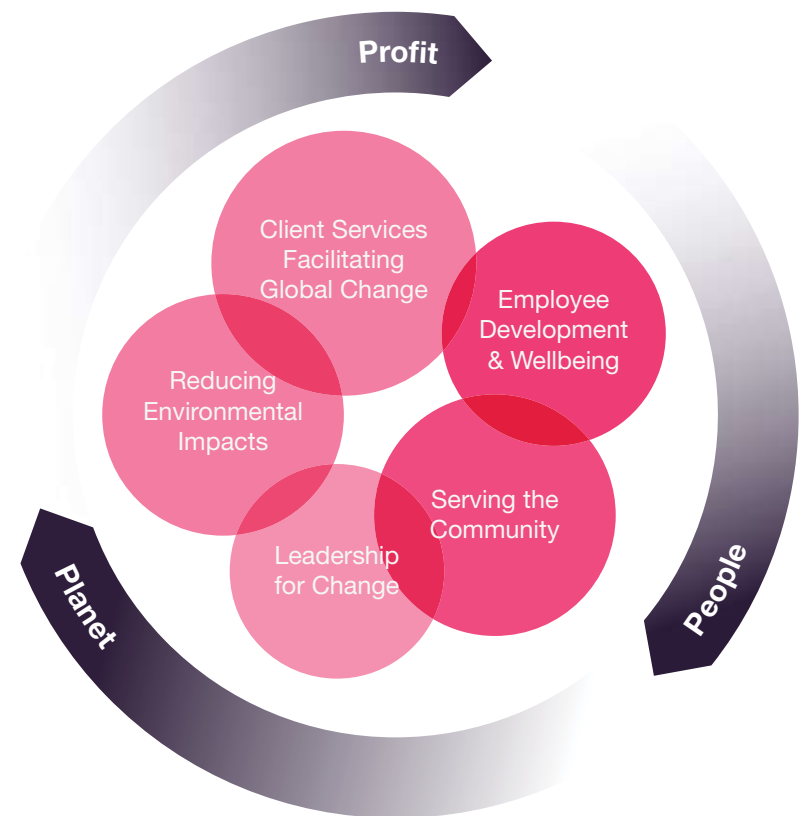 Profit
Client Services
Facilitating
Global Change
Employee
Development
& Wellbeing
Reducing
Environmental
Impacts
Serving the
Community
Leadership
for Change
Planet
People